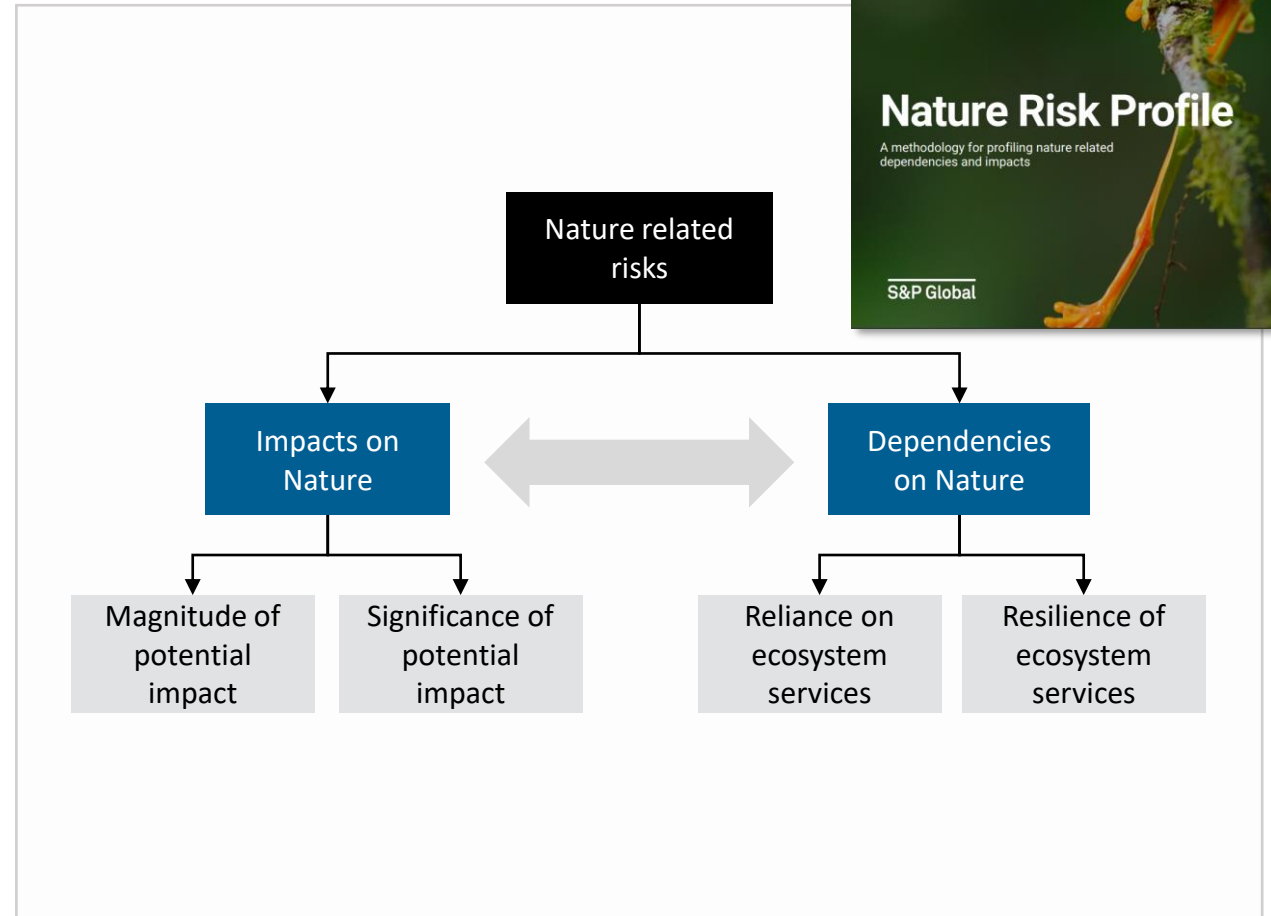 Nature Risk Profile
A methodology for profiling nature related
dependencies and impacts
S&P Global
Nature related
risks
Impacts on
Nature
Dependencies
on Nature
Magnitude of
potential
impact
Significance of
potential
impact
Reliance on
ecosystem
services
Resilience of
ecosystem
services